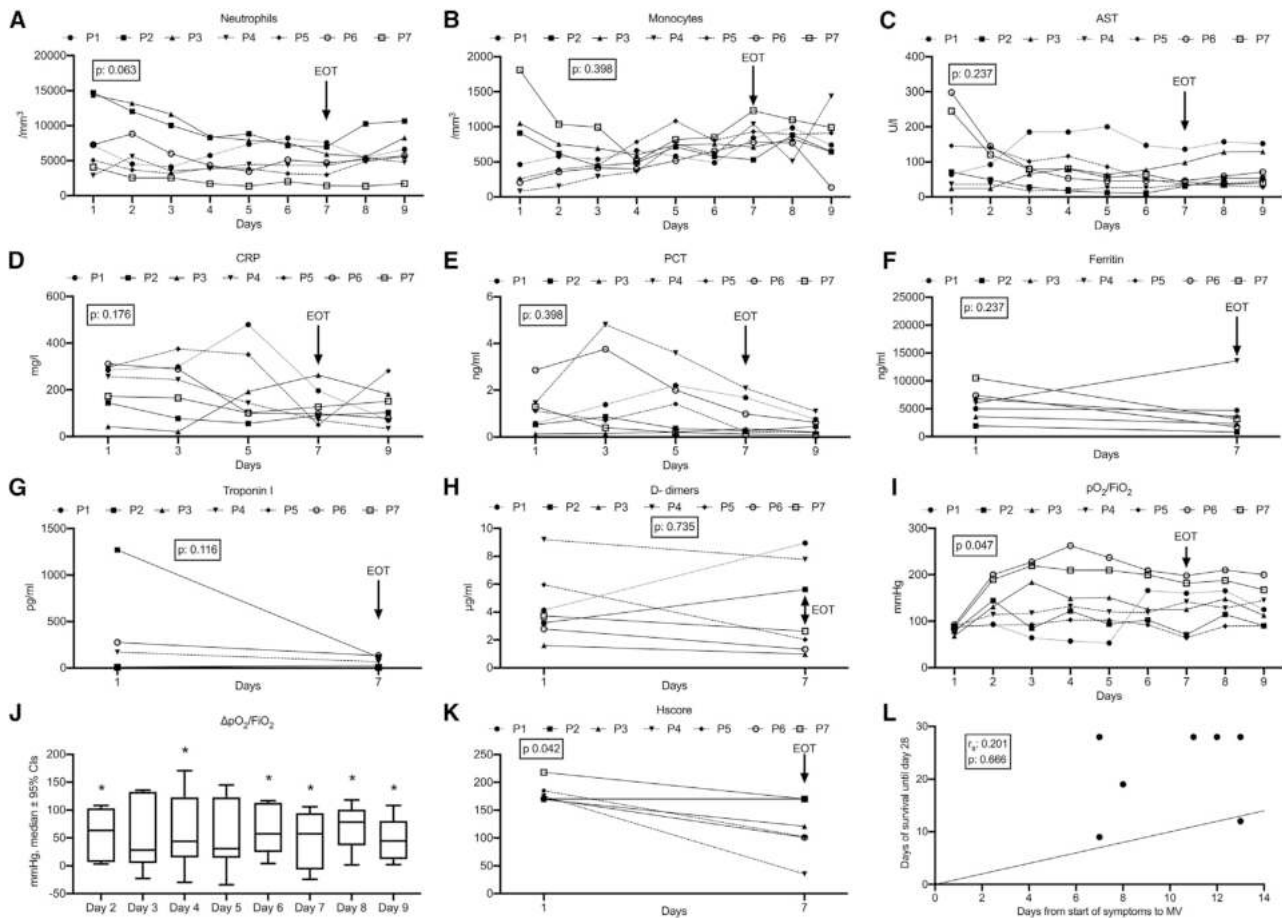 A
Neutrophils
P1 P2 P3 P4 P5 P6 P7
p: 0.063
EOT
/mm³
20000
15000
10000
5000
0
1 2 3 4 5 6 7 8 9
Days
B
Monocytes
P1 P2 P3 P4 P5 P6 P7
p: 0.398
EOT
/mm³
2000
1500
1000
500
0
1 2 3 4 5 6 7 8 9
Days
C
AST
P1 P2 P3 P4 P5 P6 P7
p: 0.237
EOT
U/l
400
300
200
100
0
1 2 3 4 5 6 7 8 9
Days
D
CRP
P1 P2 P3 P4 P5 P6 P7
p: 0.176
EOT
mg/l
600
400
200
0
1 3 5 7 9
Days
E
PCT
P1 P2 P3 P4 P5 P6 P7
p: 0.398
EOT
ng/ml
6
4
2
0
1 3 5 7 9
Days
F
Ferritin
P1 P2 P3 P4 P5 P6 P7
p: 0.237
EOT
ng/ml
25000
20000
15000
10000
5000
0
1 7
Days
G
Troponin I
P1 P2 P3 P4 P5 P6 P7
p: 0.116
EOT
pg/ml
1500
1000
500
0
1 7
Days
H
D- dimers
P1 P2 P3 P4 P5 P6 P7
p: 0.735
EOT
µg/ml
10
8
6
4
2
0
1 7
Days
I
pO₂/FiO₂
P1 P2 P3 P4 P5 P6 P7
p 0.047
EOT
mmHg
300
200
100
0
1 2 3 4 5 6 7 8 9
Days
J
ΔpO₂/FiO₂
mmHg, median ± 95% CIs
200
150
100
50
0
-50
* * * * * *
Day 2 Day 3 Day 4 Day 5 Day 6 Day 7 Day 8 Day 9
K
Hscore
P1 P2 P3 P4 P5 P6 P7
p 0.042
EOT
250
200
150
100
50
0
1 7
Days
L
rₛ: 0.201
p: 0.666
Days of survival until day 28
30
20
10
0
0 2 4 6 8 10 12 14
Days from start of symptoms to MV